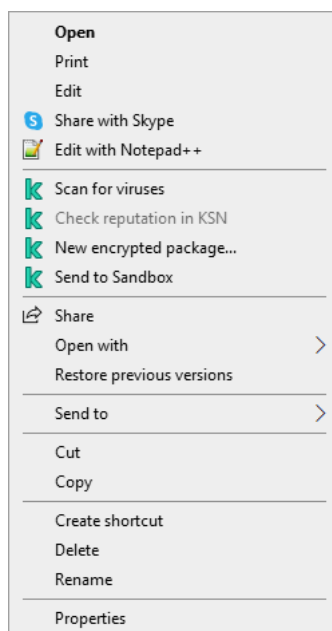 Open
Print
Edit
Share with Skype
Edit with Notepad++
Scan for viruses
Check reputation in KSN
New encrypted package...
Send to Sandbox
Share
Open with
Restore previous versions
Send to
Cut
Copy
Create shortcut
Delete
Rename
Properties